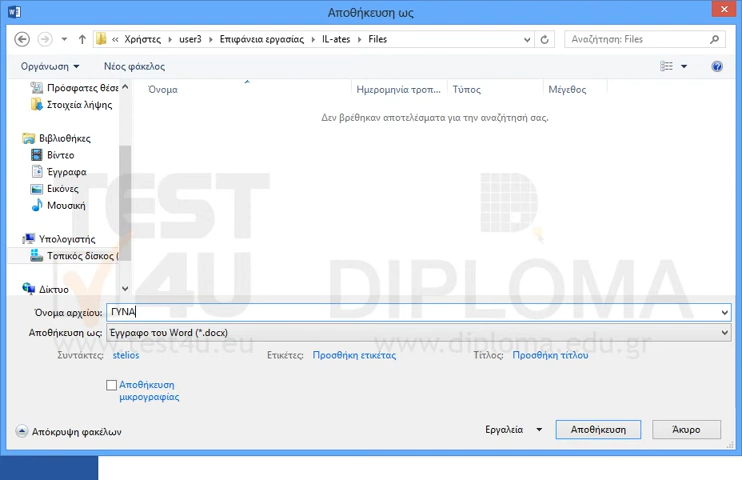 Αποθήκευση ως
« Χρήστες ▸ user3 ▸ Επιφάνεια εργασίας ▸ IL-ates ▸ Files
Αναζήτηση: Files
Οργάνωση
Νέος φάκελος
Πρόσφατες θέσε
Στοιχεία λήψης
Βιβλιοθήκες
Βίντεο
Έγγραφα
Εικόνες
Μουσική
Υπολογιστής
Τοπικός δίσκος (
Δίκτυο
Όνομα
Ημερομηνία τροπ...
Τύπος
Μέγεθος
Δεν βρέθηκαν αποτελέσματα για την αναζήτησή σας.
TEST
4U
DIPLOMA
www.test4u.eu
www.diploma.edu.gr
Όνομα αρχείου: ΓΥΝΑ
Αποθήκευση ως: Έγγραφο του Word (*.docx)
Συντάκτες: stelios
Ετικέτες: Προσθήκη ετικέτας
Τίτλος: Προσθήκη τίτλου
Αποθήκευση
μικρογραφίας
Απόκρυψη φακέλων
Εργαλεία
Αποθήκευση
Άκυρο